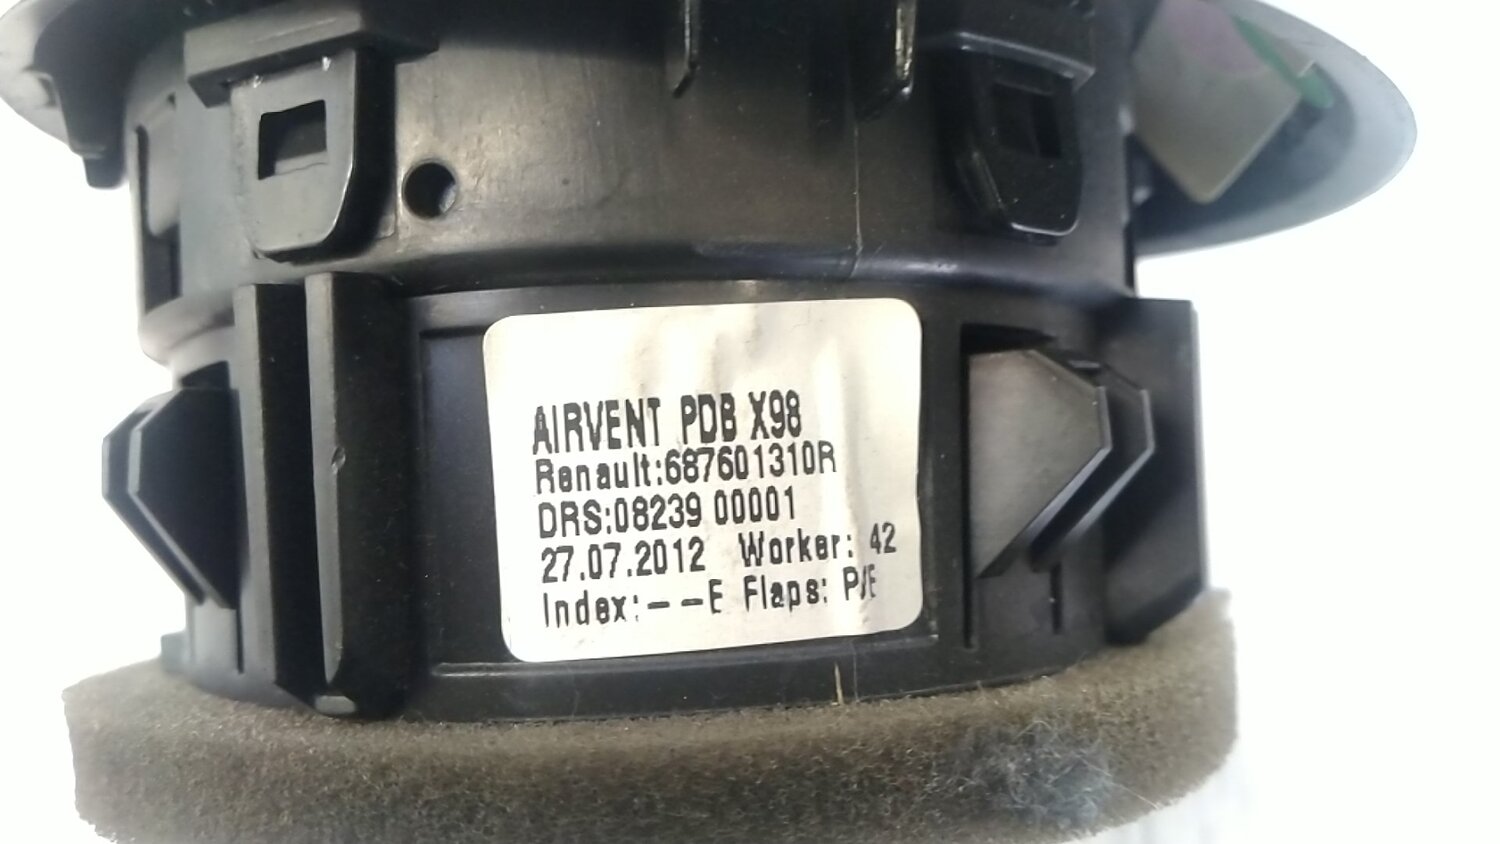 AIRVENT PDB X98
Renault:687601310R
DRS:08239 00001
27.07.2012 Worker: 42
Index:--E Flaps: P/E